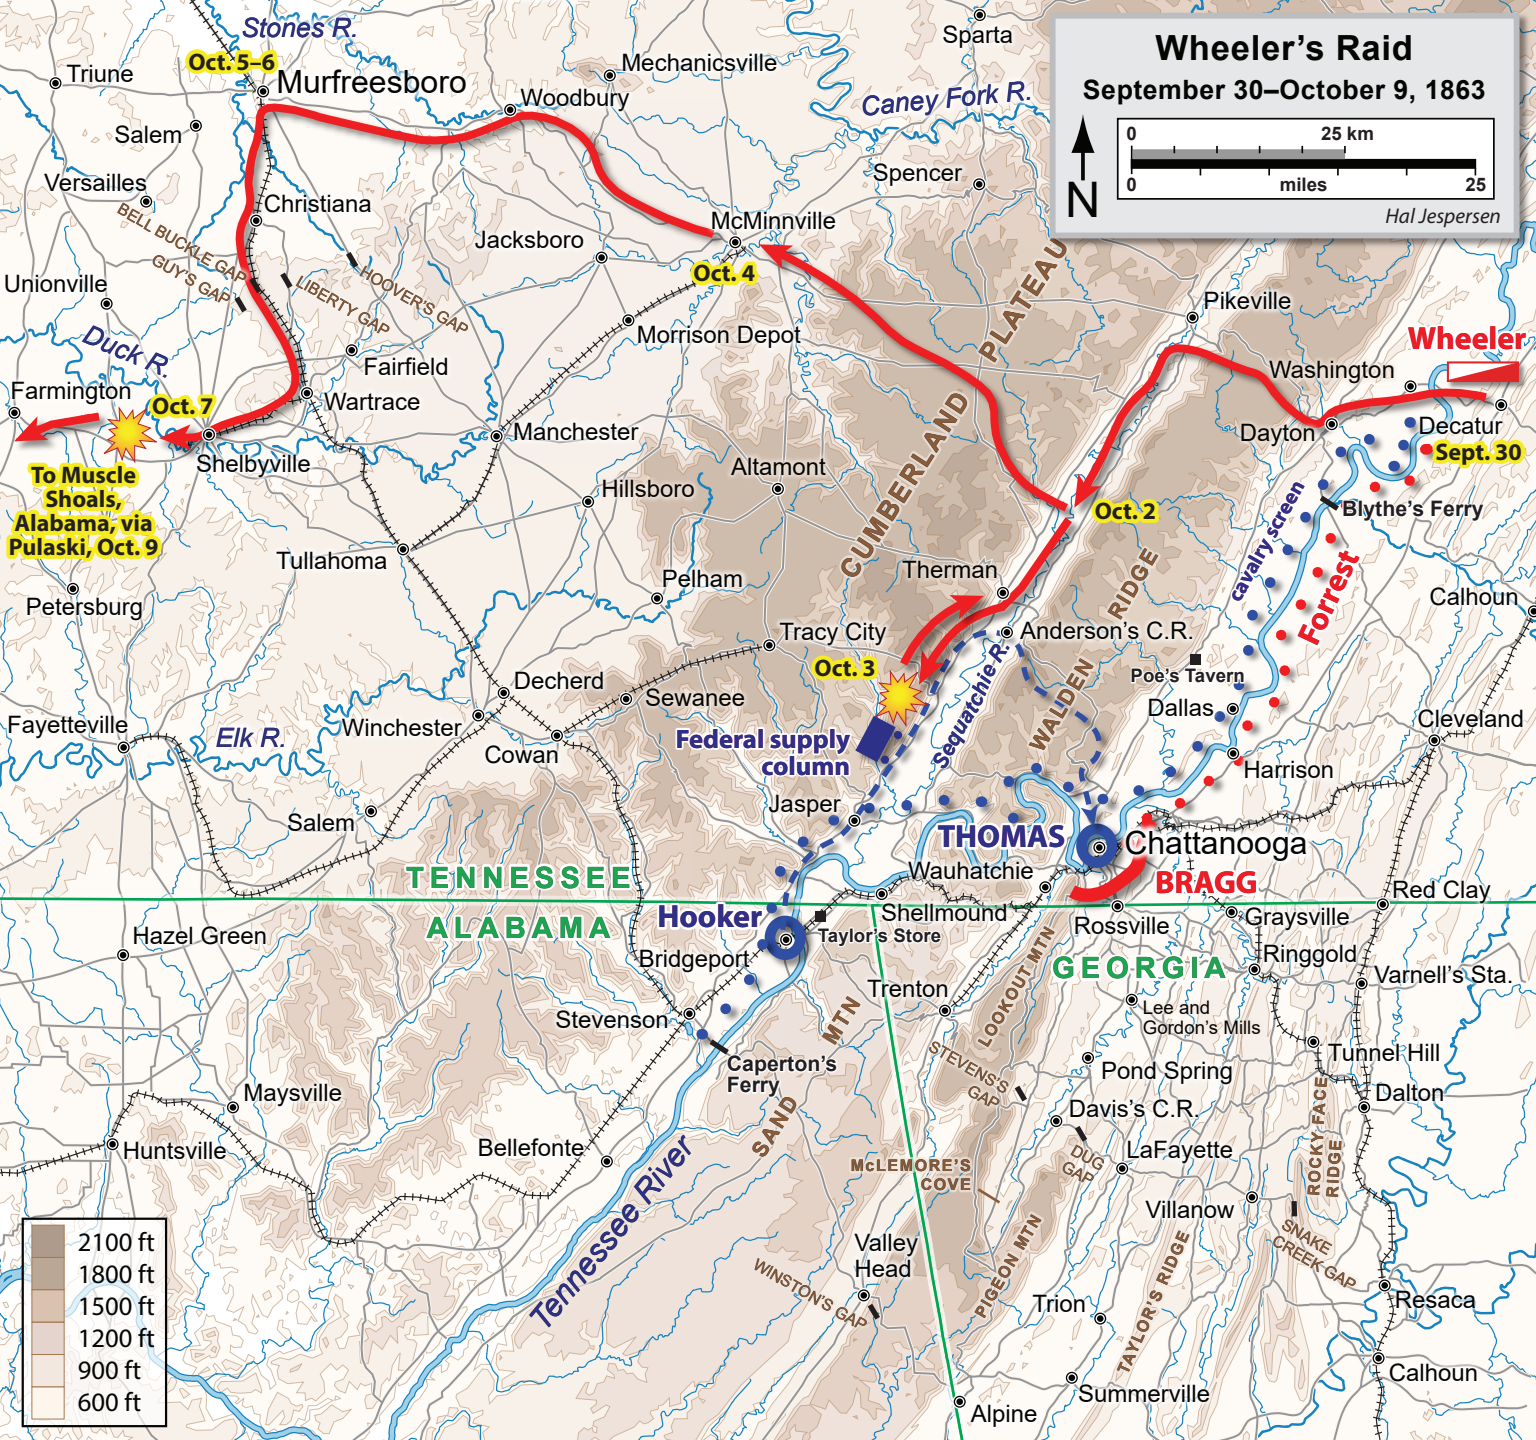 Wheeler's Raid
September 30–October 9, 1863
0
25 km
0
miles
25
N
Hal Jespersen
Stones R.
Oct. 5–6
Murfreesboro
Triune
Salem
Mechanicsville
Woodbury
Sparta
Caney Fork R.
Spencer
Versailles
Christiana
BELL BUCKLE GAP
GUY'S GAP
LIBERTY GAP
HOOVER'S GAP
Jacksboro
McMinnville
Oct. 4
Unionville
Duck R.
Morrison Depot
Fairfield
PLATEAU
CUMBERLAND
Pikeville
Wheeler
Washington
Farmington
Oct. 7
Wartrace
Manchester
Shelbyville
Dayton
Decatur
Sept. 30
To Muscle
Shoals,
Alabama, via
Pulaski, Oct. 9
Altamont
Hillsboro
Oct. 2
Blythe's Ferry
cavalry screen
Forrest
Tullahoma
Petersburg
Pelham
Therman
RIDGE
WALDEN
Calhoun
Tracy City
Anderson's C.R.
Oct. 3
Sequatchie R.
Poe's Tavern
Dallas
Decherd
Sewanee
Winchester
Cowan
Fayetteville
Elk R.
Federal supply
column
Cleveland
Harrison
Jasper
Salem
THOMAS
Chattanooga
BRAGG
TENNESSEE
ALABAMA
Wauhatchie
Red Clay
Hooker
Shellmound
Taylor's Store
Rossville
Graysville
Hazel Green
Bridgeport
GEORGIA
Ringgold
Varnell's Sta.
Trenton
LOOKOUT MTN
Stevenson
Lee and
Gordon's Mills
SAND
MTN
Caperton's
Ferry
STEVENS'S
GAP
Pond Spring
Tunnel Hill
Maysville
Dalton
Davis's C.R.
Huntsville
Bellefonte
LaFayette
DUG
GAP
ROCKY FACE
RIDGE
McLEMORE'S
COVE
Tennessee River
Villanow
SNAKE
CREEK GAP
Valley
Head
PIGEON MTN
TAYLOR'S RIDGE
WINSTON'S GAP
Trion
Resaca
Calhoun
Summerville
Alpine
2100 ft
1800 ft
1500 ft
1200 ft
900 ft
600 ft